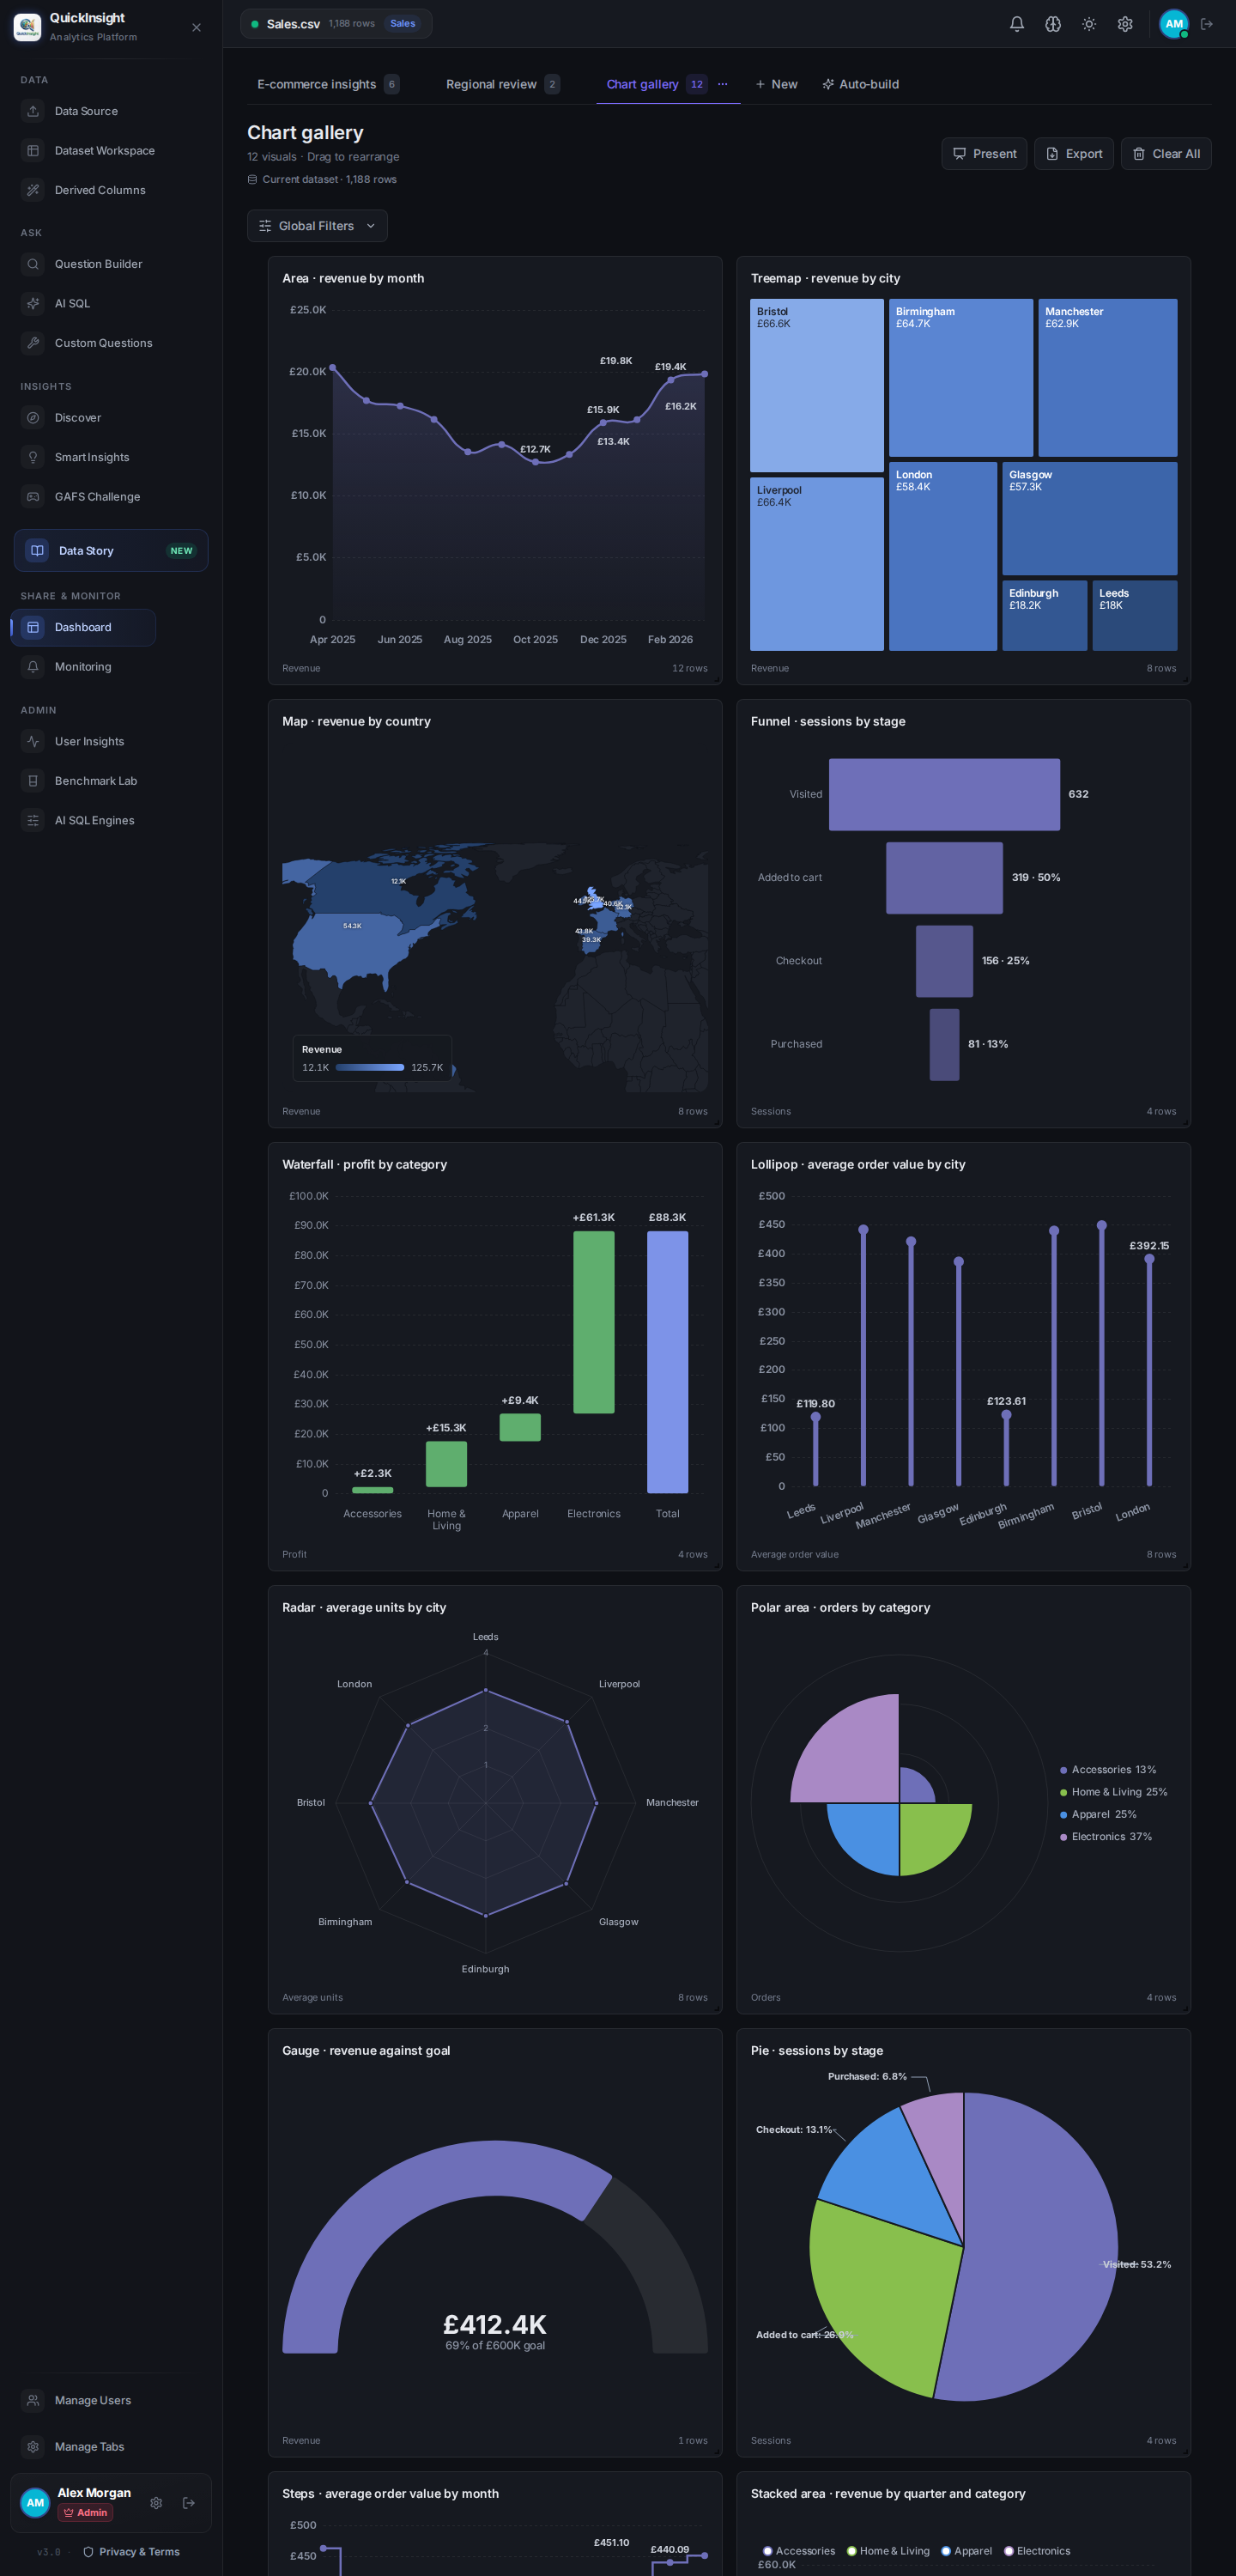 QuickInsight
Analytics Platform
DATA
Data Source
Dataset Workspace
Derived Columns
ASK
Question Builder
AI SQL
Custom Questions
INSIGHTS
Discover
Smart Insights
GAFS Challenge
Data Story NEW
SHARE & MONITOR
Dashboard
Monitoring
ADMIN
User Insights
Benchmark Lab
AI SQL Engines
Manage Users
Manage Tabs
AM Alex Morgan
Admin
v3.0 · Privacy & Terms
Sales.csv 1,188 rows Sales
AM
E-commerce insights 6 Regional review 2 Chart gallery 12 ··· + New Auto-build
Chart gallery
12 visuals · Drag to rearrange
Current dataset · 1,188 rows
Present Export Clear All
Global Filters
Area · revenue by month
£25.0K
£20.0K
£15.0K
£10.0K
£5.0K
0
£19.8K
£19.4K
£15.9K
£16.2K
£13.4K
£12.7K
Apr 2025 Jun 2025 Aug 2025 Oct 2025 Dec 2025 Feb 2026
Revenue 12 rows
Treemap · revenue by city
Bristol
£66.6K
Birmingham
£64.7K
Manchester
£62.9K
Liverpool
£66.4K
London
£58.4K
Glasgow
£57.3K
Edinburgh
£18.2K
Leeds
£18K
Revenue 8 rows
Map · revenue by country
12.1K
54.3K
43.8K
39.3K
Revenue
12.1K 125.7K
Revenue 8 rows
Funnel · sessions by stage
Visited 632
Added to cart 319 · 50%
Checkout 156 · 25%
Purchased 81 · 13%
Sessions 4 rows
Waterfall · profit by category
£100.0K
£90.0K
£80.0K
£70.0K
£60.0K
£50.0K
£40.0K
£30.0K
£20.0K
£10.0K
0
+£2.3K
+£15.3K
+£9.4K
+£61.3K
£88.3K
Accessories Home & Living Apparel Electronics Total
Profit 4 rows
Lollipop · average order value by city
£500
£450
£400
£350
£300
£250
£200
£150
£100
£50
0
£119.80
£123.61
£392.15
Leeds Liverpool Manchester Glasgow Edinburgh Birmingham Bristol London
Average order value 8 rows
Radar · average units by city
Leeds
4
2
1
London
Liverpool
Bristol
Manchester
Birmingham
Glasgow
Edinburgh
Average units 8 rows
Polar area · orders by category
Accessories 13%
Home & Living 25%
Apparel 25%
Electronics 37%
Orders 4 rows
Gauge · revenue against goal
£412.4K
69% of £600K goal
Revenue 1 rows
Pie · sessions by stage
Purchased: 6.8%
Checkout: 13.1%
Visited: 53.2%
Added to cart: 26.9%
Sessions 4 rows
Steps · average order value by month
£500
£450
£451.10
£440.09
Stacked area · revenue by quarter and category
Accessories Home & Living Apparel Electronics
£60.0K